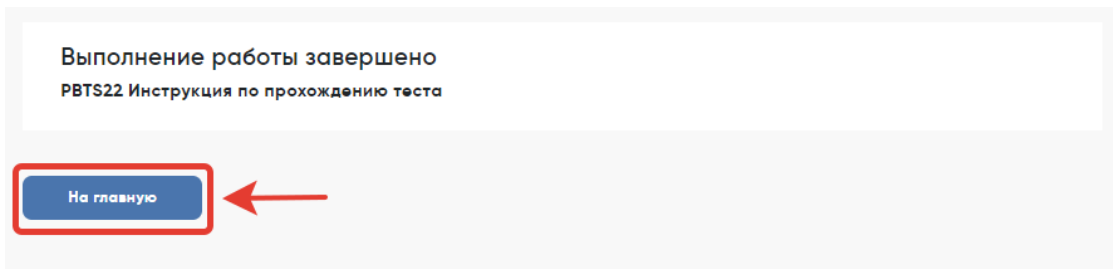 Выполнение работы завершено
PBTS22 Инструкция по прохождению теста
На главную